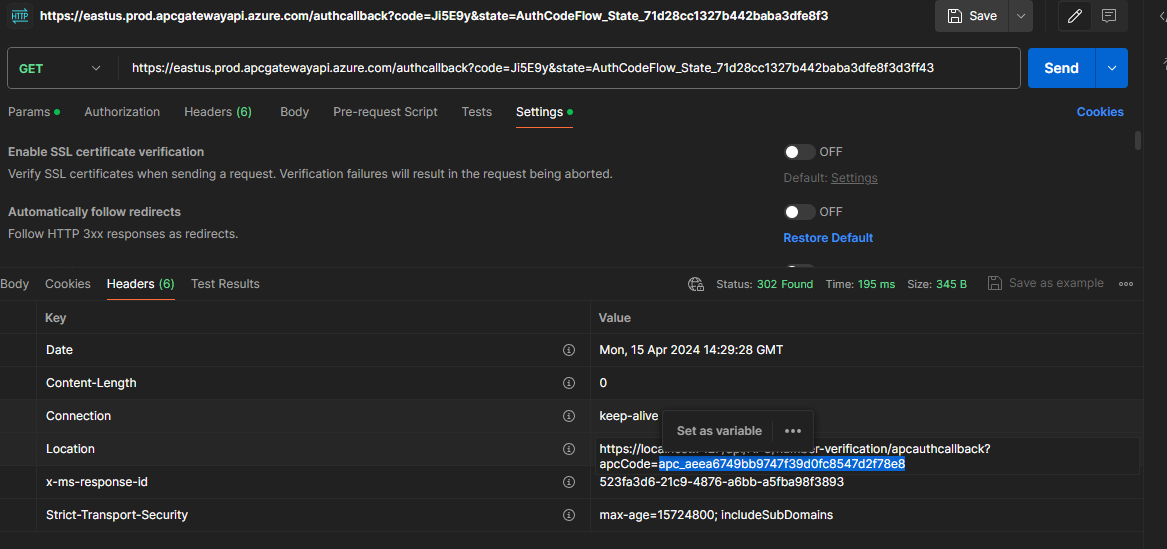 HTTP https://eastus.prod.apcgatewayapi.azure.com/authcallback?code=Ji5E9y&state=AuthCodeFlow_State_71d28cc1327b442baba3dfe8f3 Save
GET https://eastus.prod.apcgatewayapi.azure.com/authcallback?code=Ji5E9y&state=AuthCodeFlow_State_71d28cc1327b442baba3dfe8f3d3ff43 Send
Params Authorization Headers (6) Body Pre-request Script Tests Settings Cookies
Enable SSL certificate verification OFF
Verify SSL certificates when sending a request. Verification failures will result in the request being aborted. Default: Settings
Automatically follow redirects OFF
Follow HTTP 3xx responses as redirects. Restore Default
Body Cookies Headers (6) Test Results Status: 302 Found Time: 195 ms Size: 345 B Save as example
Key Value
Date Mon, 15 Apr 2024 14:29:28 GMT
Content-Length 0
Connection keep-alive
Set as variable
Location https://localhost number-verification/apcauthcallback?
apcCode=apc_aeea6749bb9747f39d0fc8547d2f78e8
x-ms-response-id 523fa3d6-21c9-4876-a6bb-a5fba98f3893
Strict-Transport-Security max-age=15724800; includeSubDomains